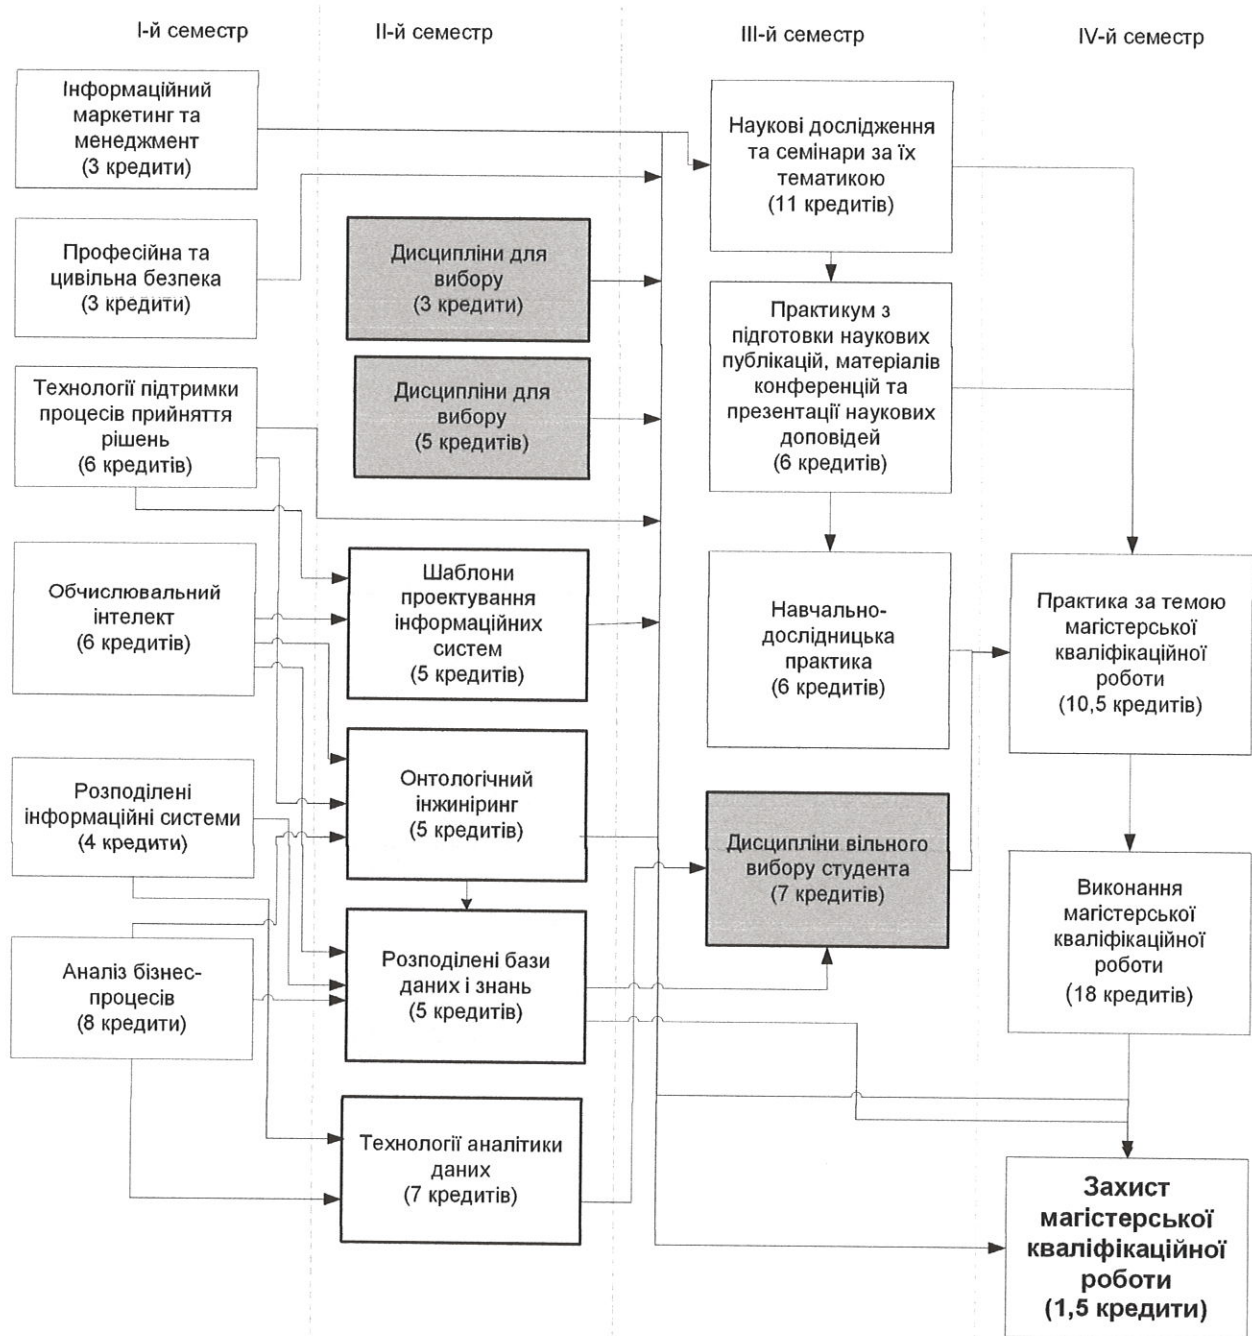 І-й семестр
ІІ-й семестр
ІІІ-й семестр
IV-й семестр
Інформаційний
маркетинг та
менеджмент
(3 кредити)
Професійна та
цивільна безпека
(3 кредити)
Технології підтримки
процесів прийняття
рішень
(6 кредитів)
Обчислювальний
інтелект
(6 кредитів)
Розподілені
інформаційні системи
(4 кредити)
Аналіз бізнес-
процесів
(8 кредити)
Дисципліни для
вибору
(3 кредити)
Дисципліни для
вибору
(5 кредитів)
Шаблони
проектування
інформаційних
систем
(5 кредитів)
Онтологічний
інжиніринг
(5 кредитів)
Розподілені бази
даних і знань
(5 кредитів)
Технології аналітики
даних
(7 кредитів)
Наукові дослідження
та семінари за їх
тематикою
(11 кредитів)
Практикум з
підготовки наукових
публікацій, матеріалів
конференцій та
презентації наукових
доповідей
(6 кредитів)
Навчально-
дослідницька
практика
(6 кредитів)
Дисципліни вільного
вибору студента
(7 кредитів)
Практика за темою
магістерської
кваліфікаційної
роботи
(10,5 кредитів)
Виконання
магістерської
кваліфікаційної
роботи
(18 кредитів)
Захист
магістерської
кваліфікаційної
роботи
(1,5 кредити)